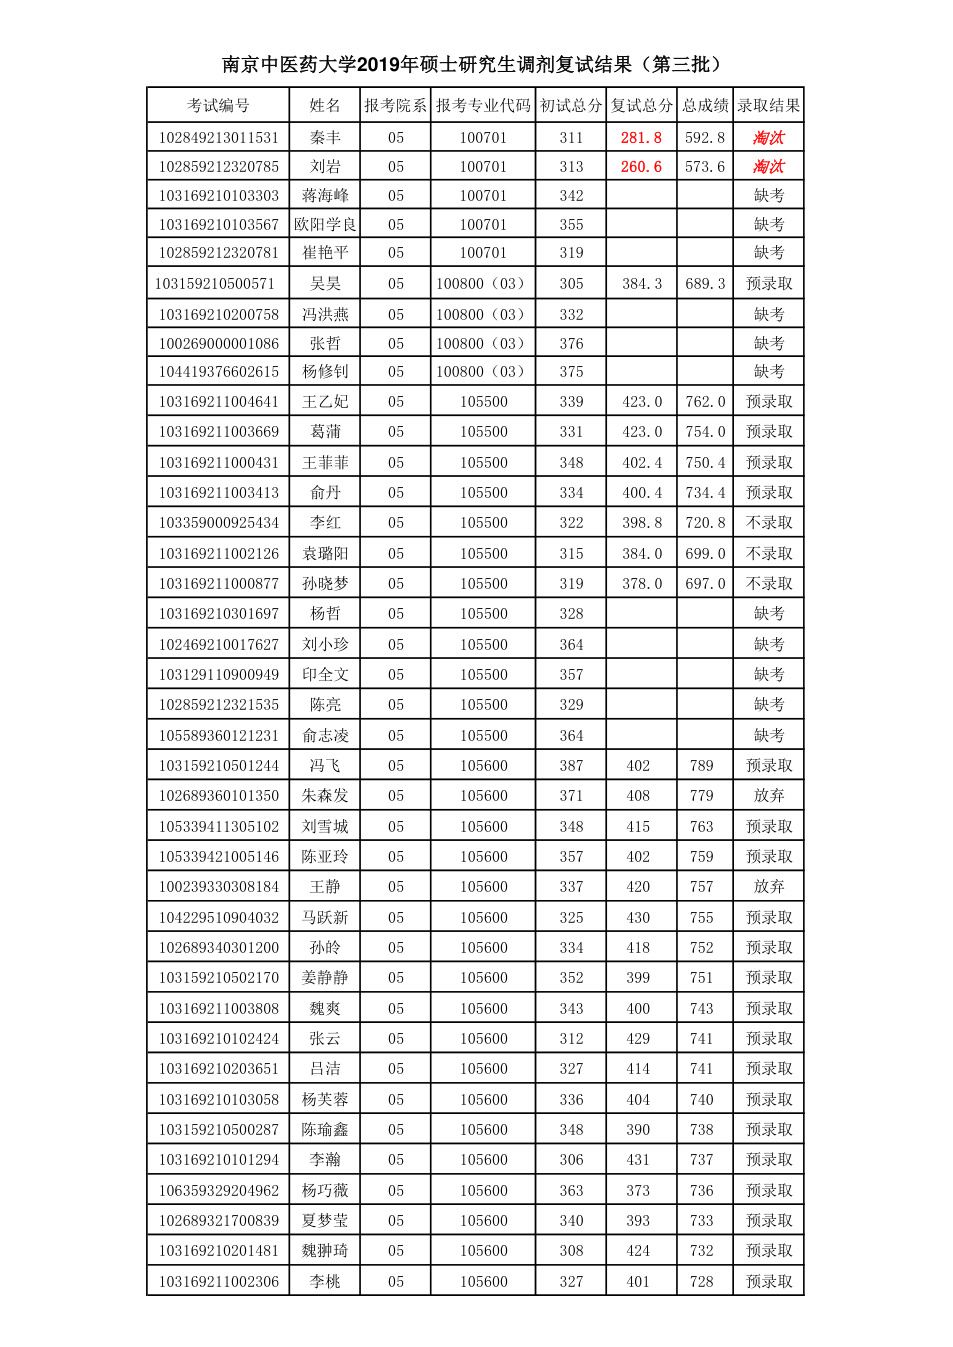 南京中医药大学2019年硕士研究生调剂复试结果（第三批）
考试编号 姓名 报考院系 报考专业代码 初试总分 复试总分 总成绩 录取结果
102849213011531 秦丰 05 100701 311 281.8 592.8 淘汰
102859212320785 刘岩 05 100701 313 260.6 573.6 淘汰
103169210103303 蒋海峰 05 100701 342 缺考
103169210103567 欧阳学良 05 100701 355 缺考
102859212320781 崔艳平 05 100701 319 缺考
103159210500571 吴昊 05 100800（03） 305 384.3 689.3 预录取
103169210200758 冯洪燕 05 100800（03） 332 缺考
100269000001086 张哲 05 100800（03） 376 缺考
104419376602615 杨修钊 05 100800（03） 375 缺考
103169211004641 王乙妃 05 105500 339 423.0 762.0 预录取
103169211003669 葛蒲 05 105500 331 423.0 754.0 预录取
103169211000431 王菲菲 05 105500 348 402.4 750.4 预录取
103169211003413 俞丹 05 105500 334 400.4 734.4 预录取
103359000925434 李红 05 105500 322 398.8 720.8 不录取
103169211002126 袁璐阳 05 105500 315 384.0 699.0 不录取
103169211000877 孙晓梦 05 105500 319 378.0 697.0 不录取
103169210301697 杨哲 05 105500 328 缺考
102469210017627 刘小珍 05 105500 364 缺考
103129110900949 印全文 05 105500 357 缺考
102859212321535 陈亮 05 105500 329 缺考
105589360121231 俞志凌 05 105500 364 缺考
103159210501244 冯飞 05 105600 387 402 789 预录取
102689360101350 朱森发 05 105600 371 408 779 放弃
105339411305102 刘雪城 05 105600 348 415 763 预录取
105339421005146 陈亚玲 05 105600 357 402 759 预录取
100239330308184 王静 05 105600 337 420 757 放弃
104229510904032 马跃新 05 105600 325 430 755 预录取
102689340301200 孙皊 05 105600 334 418 752 预录取
103159210502170 姜静静 05 105600 352 399 751 预录取
103169211003808 魏爽 05 105600 343 400 743 预录取
103169210102424 张云 05 105600 312 429 741 预录取
103169210203651 吕洁 05 105600 327 414 741 预录取
103169210103058 杨芙蓉 05 105600 336 404 740 预录取
103159210500287 陈瑜鑫 05 105600 348 390 738 预录取
103169210101294 李瀚 05 105600 306 431 737 预录取
106359329204962 杨巧薇 05 105600 363 373 736 预录取
102689321700839 夏梦莹 05 105600 340 393 733 预录取
103169210201481 魏翀琦 05 105600 308 424 732 预录取
103169211002306 李桃 05 105600 327 401 728 预录取